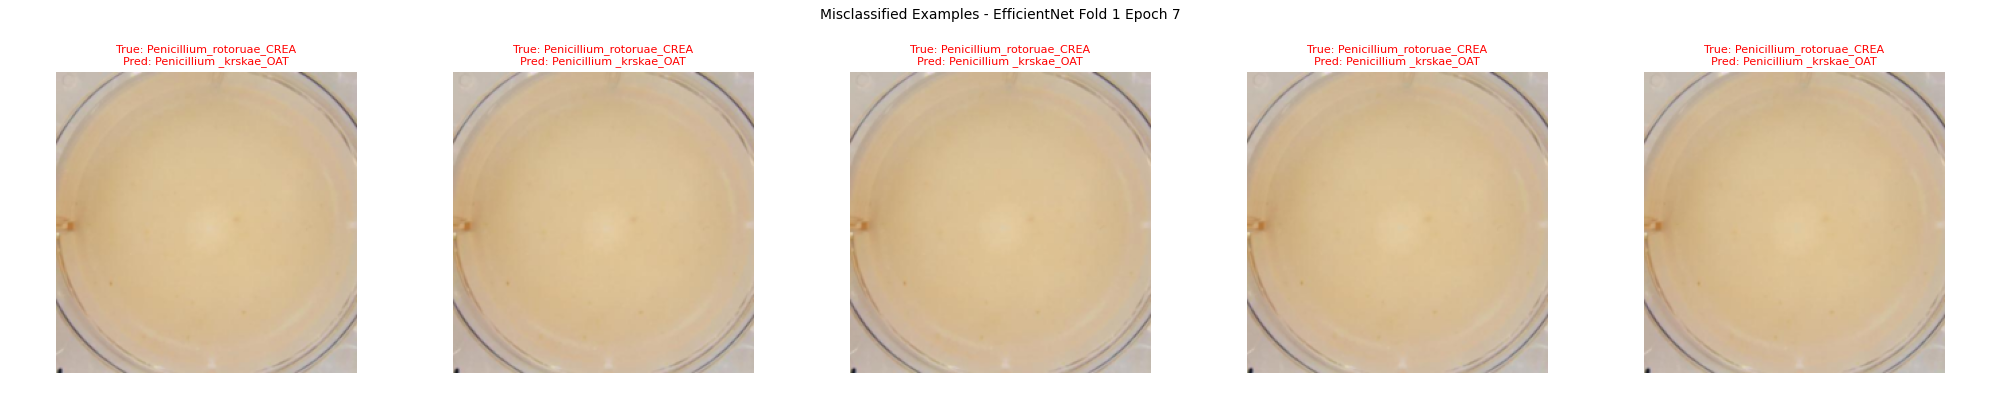 Misclassified Examples - EfficientNet Fold 1 Epoch 7
True: Penicillium_rotoruae_CREA
Pred: Penicillium _krskae_OAT
True: Penicillium_rotoruae_CREA
Pred: Penicillium _krskae_OAT
True: Penicillium_rotoruae_CREA
Pred: Penicillium _krskae_OAT
True: Penicillium_rotoruae_CREA
Pred: Penicillium _krskae_OAT
True: Penicillium_rotoruae_CREA
Pred: Penicillium _krskae_OAT